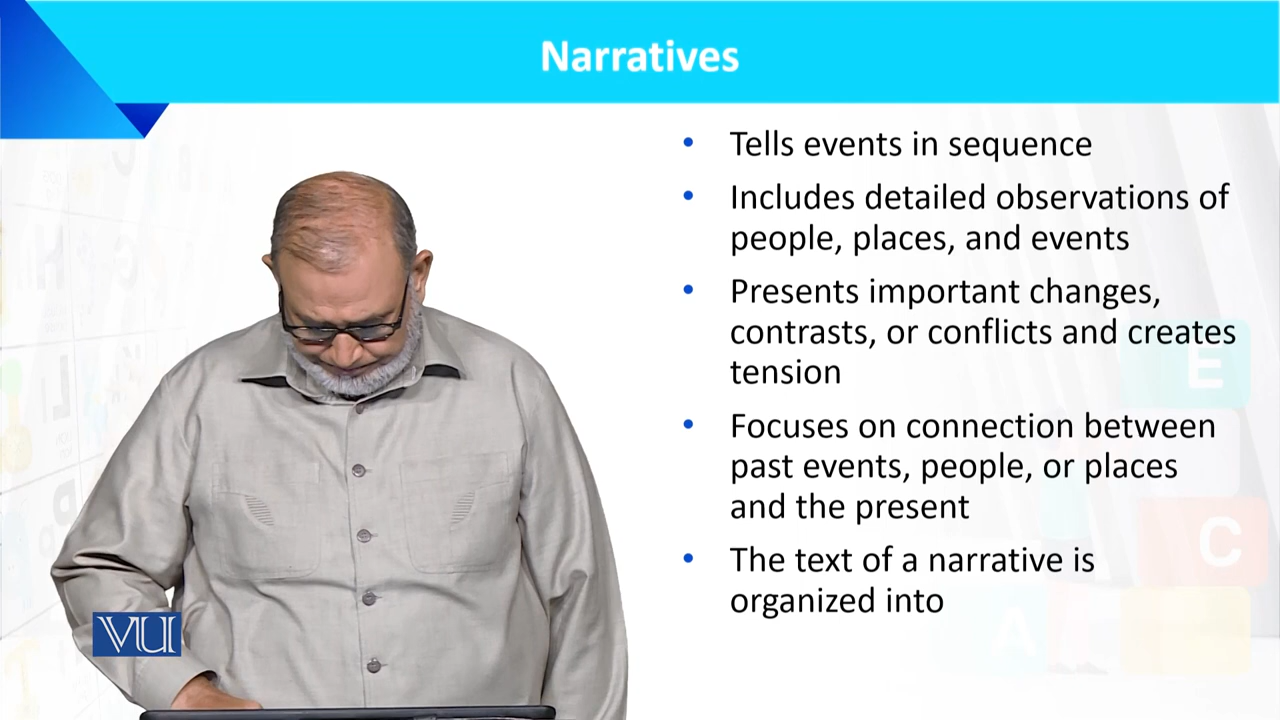 Narratives
• Tells events in sequence
• Includes detailed observations of
people, places, and events
• Presents important changes,
contrasts, or conflicts and creates
tension
• Focuses on connection between
past events, people, or places
and the present
• The text of a narrative is
organized into
VU
E
C
A